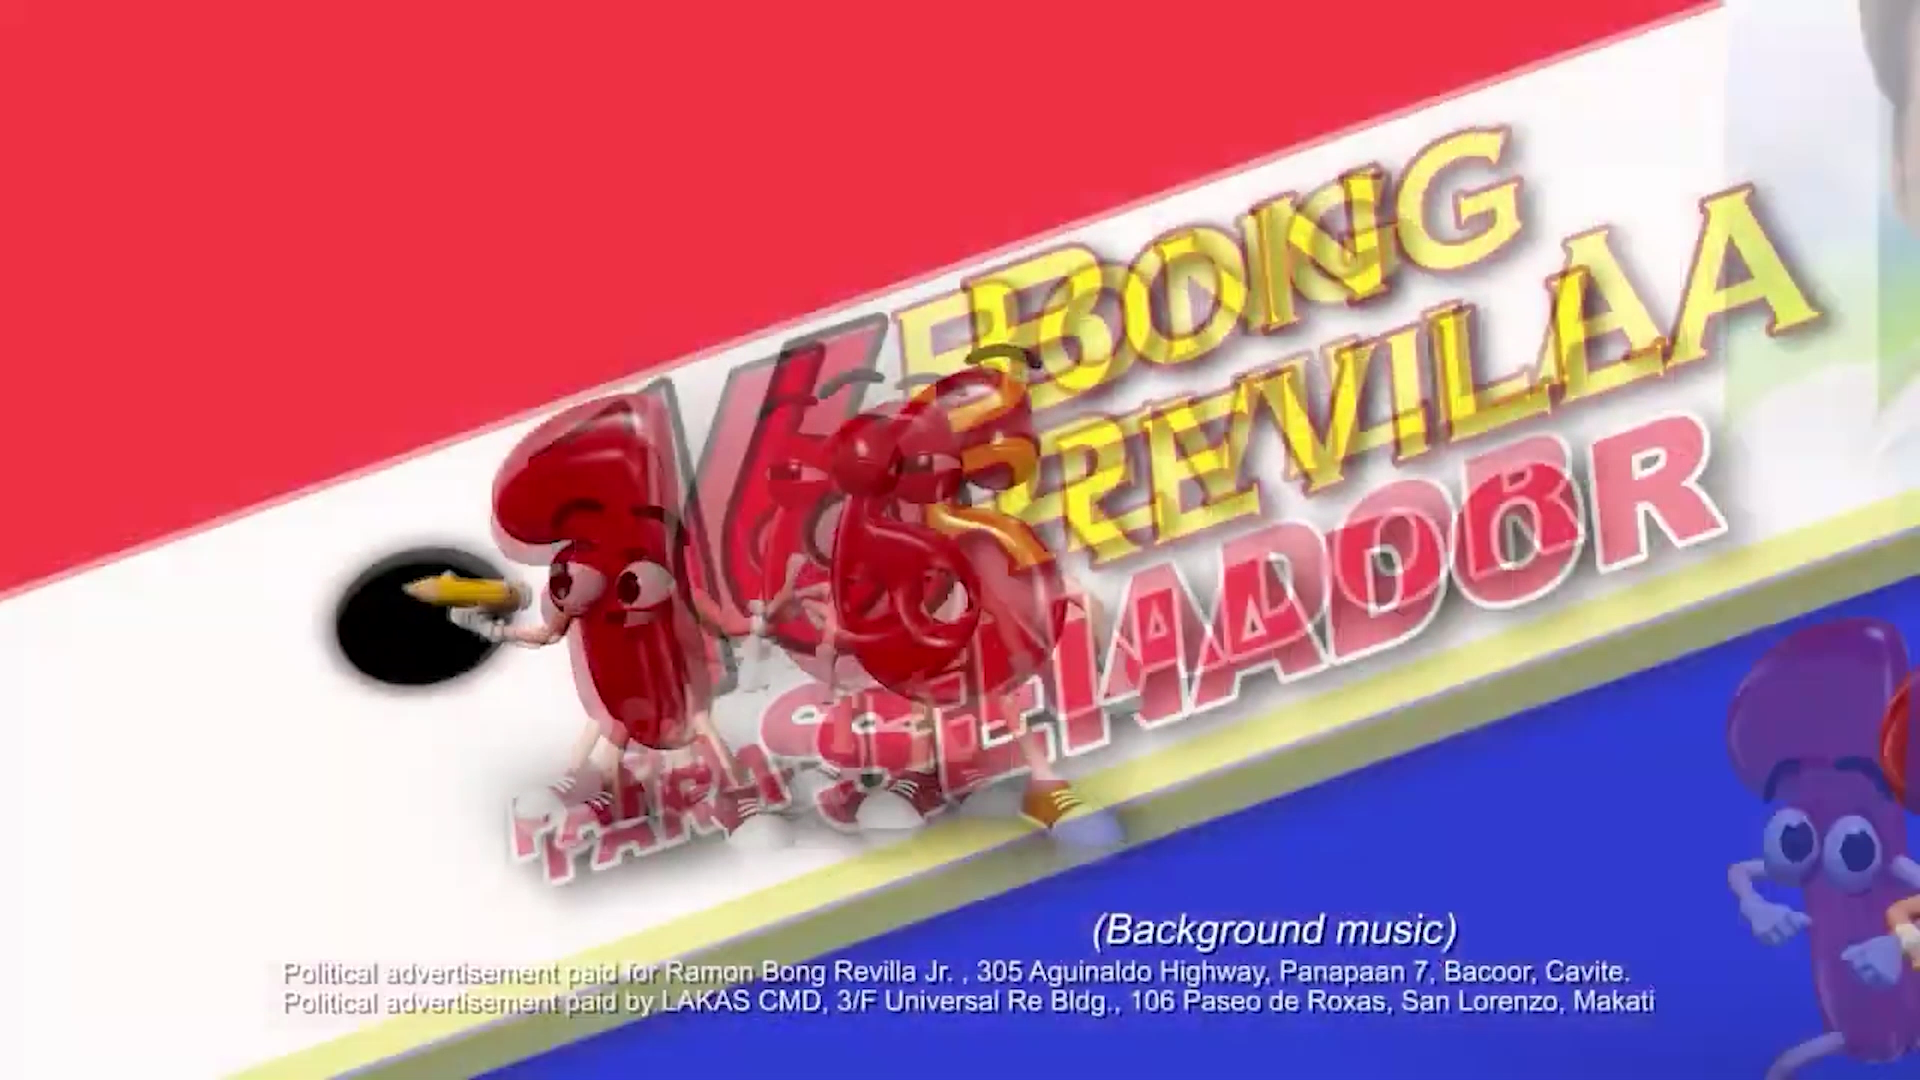 BONG
REVILLA
SENADOR
(Background music)
Political advertisement paid for Ramon Bong Revilla Jr. , 305 Aguinaldo Highway, Panapaan 7, Bacoor, Cavite.
Political advertisement paid by LAKAS CMD, 3/F Universal Re Bldg., 106 Paseo de Roxas, San Lorenzo, Makati